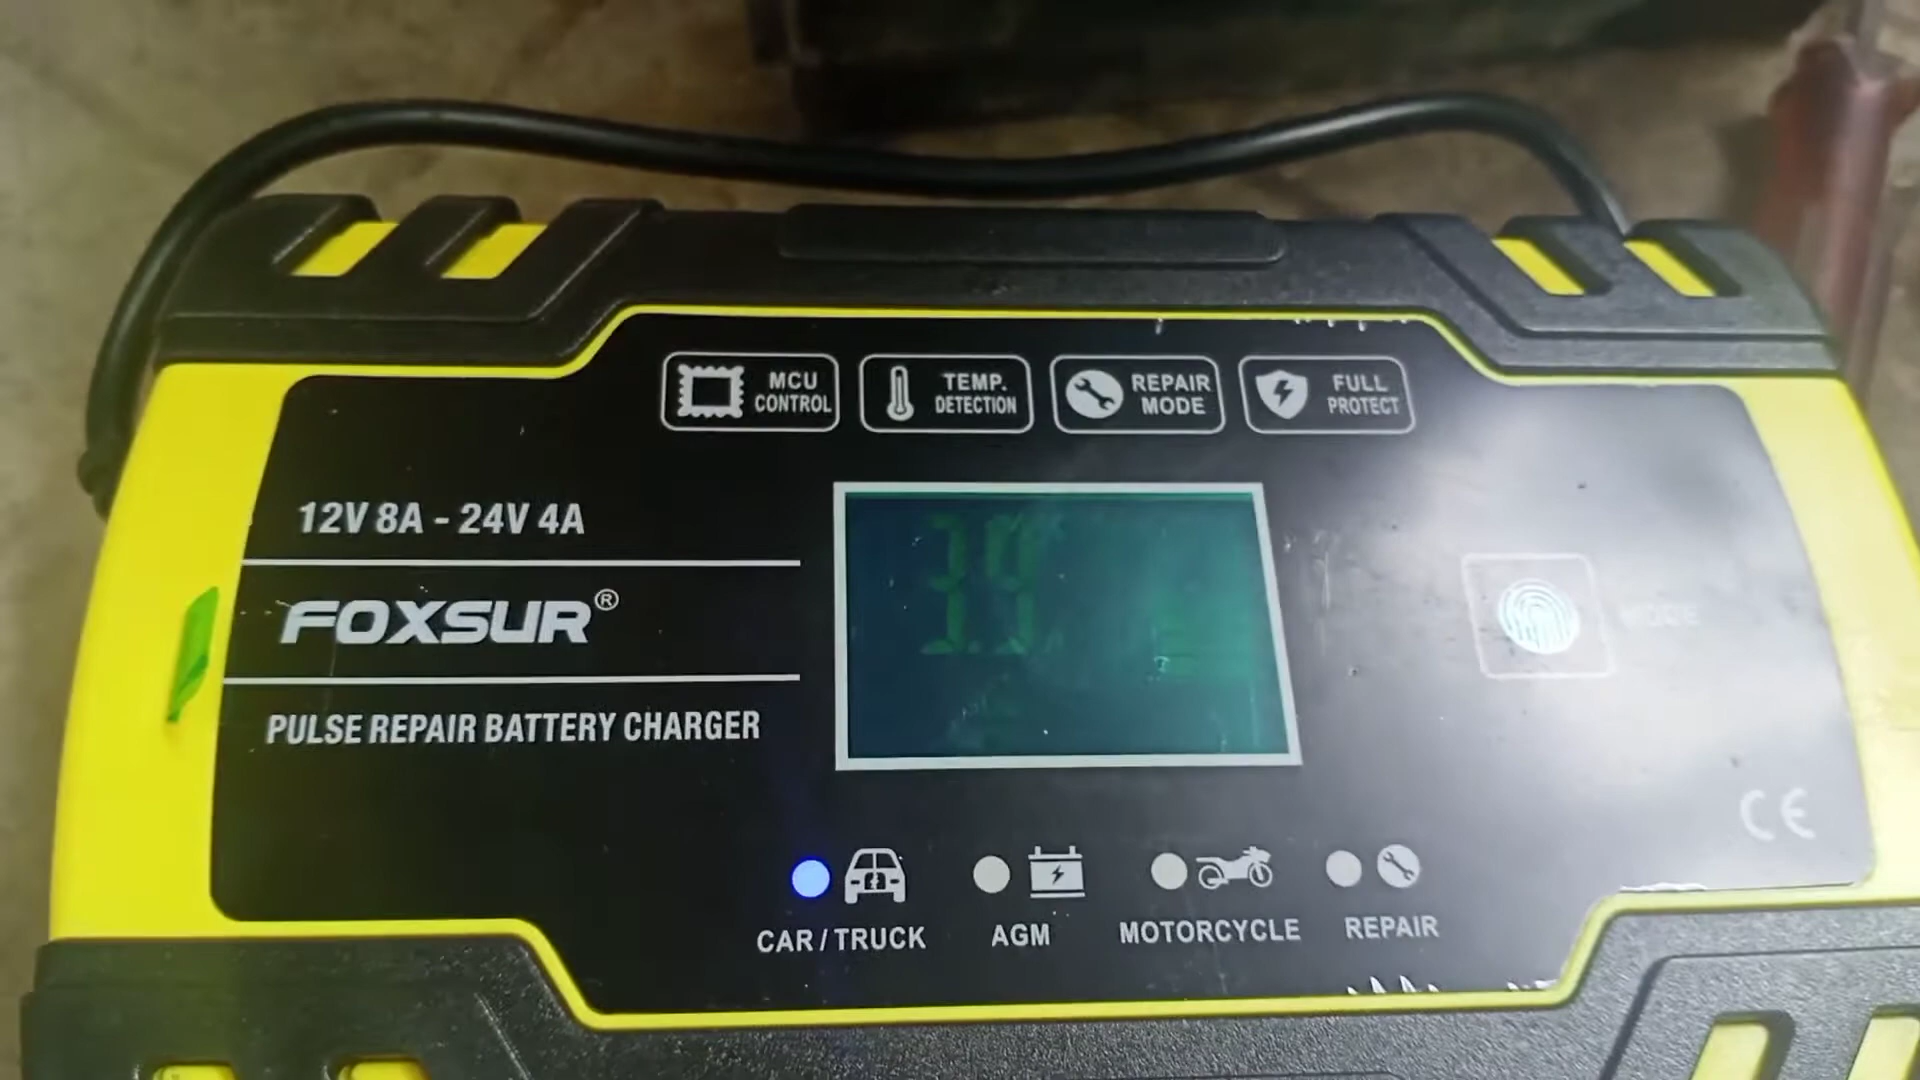 MCU
CONTROL
TEMP.
DETECTION
REPAIR
MODE
FULL
PROTECT
12V 8A - 24V 4A
FOXSUR®
PULSE REPAIR BATTERY CHARGER
CE
CAR / TRUCK
AGM
MOTORCYCLE
REPAIR